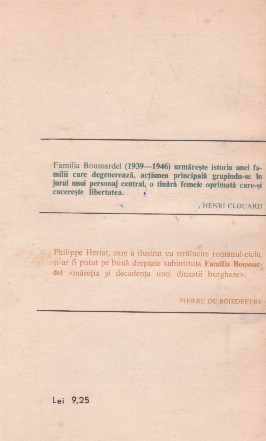 Familia Boussardel (1939—1946) urmărește istoria unei fa-
milii care degenerează, acțiunea principală grupîndu-se în
jurul unui personaj central, o tînără femeie oprimată care-și
cucerește libertatea.
HENRI CLOUARD
Philippe Hériat, care a ilustrat cu strălucire romanul-ciclu,
și-ar fi putut pe bună dreptate subintitula Familia Boussar-
del «măreția și decadența unei dinastii burgheze».
PIERRE DE BOISDEFFRE
Lei 9,25